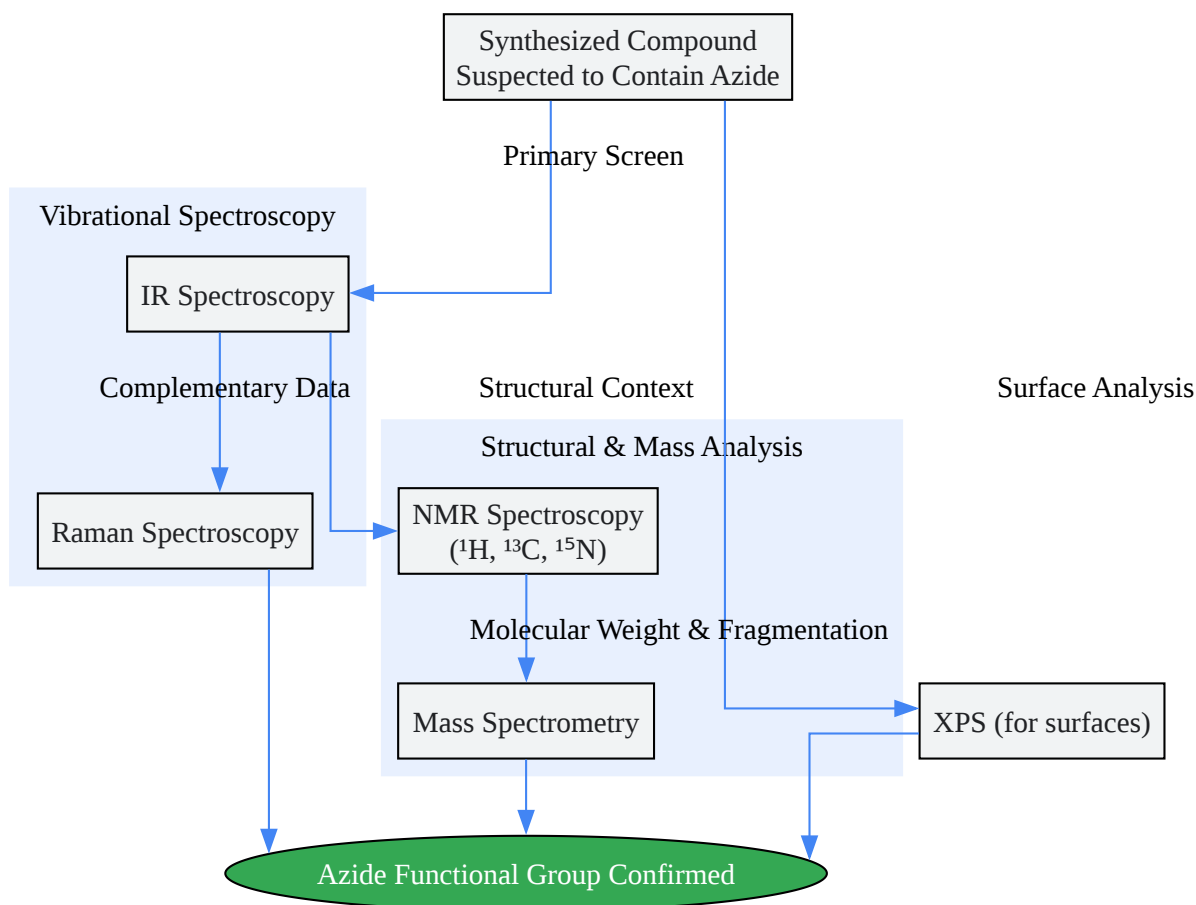 Synthesized Compound
Suspected to Contain Azide
Primary Screen
Vibrational Spectroscopy
IR Spectroscopy
Complementary Data
Structural Context
Surface Analysis
Structural & Mass Analysis
Raman Spectroscopy
NMR Spectroscopy
(¹H, ¹³C, ¹⁵N)
Molecular Weight & Fragmentation
Mass Spectrometry
XPS (for surfaces)
Azide Functional Group Confirmed